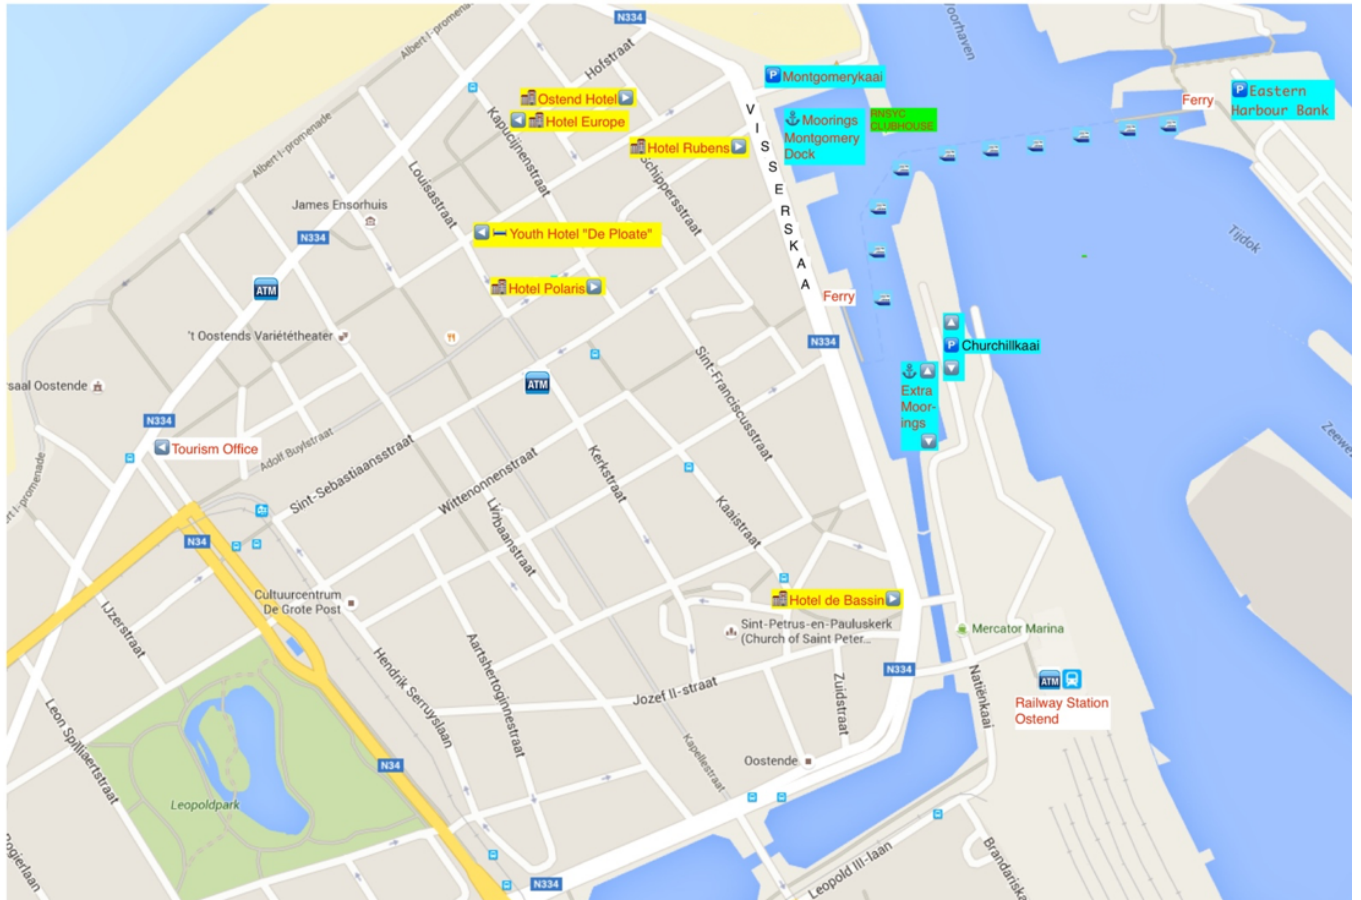 N334
Albert I-promenade
Hofstraat
Voorhaven
P Montgomerykaai
P Eastern
Harbour Bank
Ferry
Ostend Hotel
Hotel Europe
Kapucijnenstraat
VISSERSKAAI
Moorings
Montgomery
Dock
RNSYC
CLUBHOUSE
Hotel Rubens
Schippersstraat
Albert I-promenade
Louisastraat
James Ensorhuis
N334
Youth Hotel "De Ploate"
Tijdok
ATM
Hotel Polaris
Ferry
't Oostends Variététheater
N334
P Churchillkaai
Sint-Franciscusstraat
Extra
Moor-
ings
ATM
saal Oostende
N334
Tourism Office
Adolf Buylstraat
Sint-Sebastiaansstraat
Wittenonnenstraat
Kerkstraat
Kaaistraat
Lijnbaanstraat
N34
Cultuurcentrum
De Grote Post
Hotel de Bassin
Sint-Petrus-en-Pauluskerk
(Church of Saint Peter...
Mercator Marina
IJzerstraat
Hendrik Serruyslaan
Aartshertoginnestraat
Jozef II-straat
Zuidstraat
N334
Natiënkaai
ATM
Railway Station
Ostend
Leon Spilliaertstraat
Kapellestraat
Oostende
N34
Leopoldpark
Rogierlaan
N334
Leopold III-laan